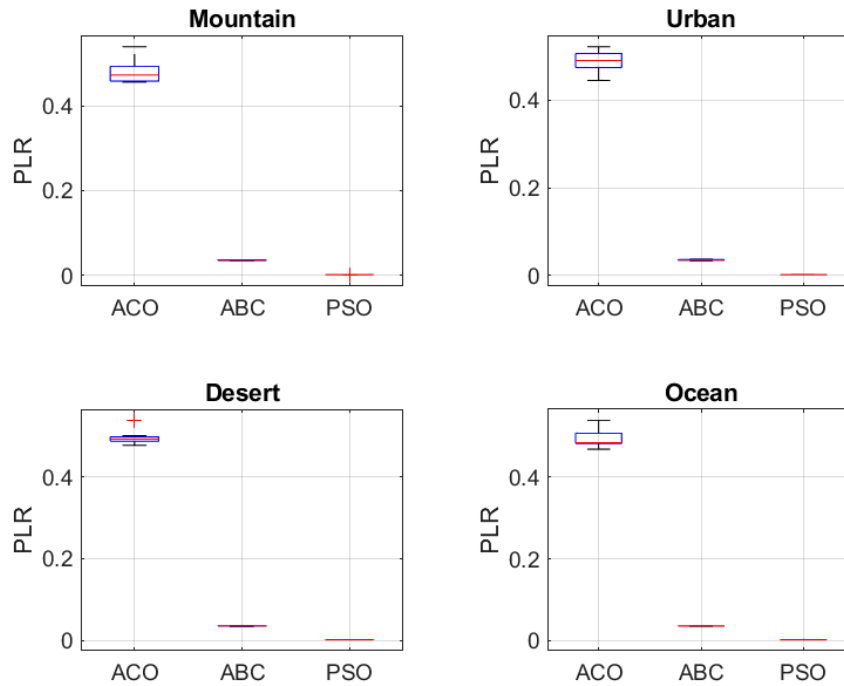 Mountain
PLR
0.4
0.2
0
ACO ABC PSO
Urban
PLR
0.4
0.2
0
ACO ABC PSO
Desert
PLR
0.4
0.2
0
ACO ABC PSO
Ocean
PLR
0.4
0.2
0
ACO ABC PSO